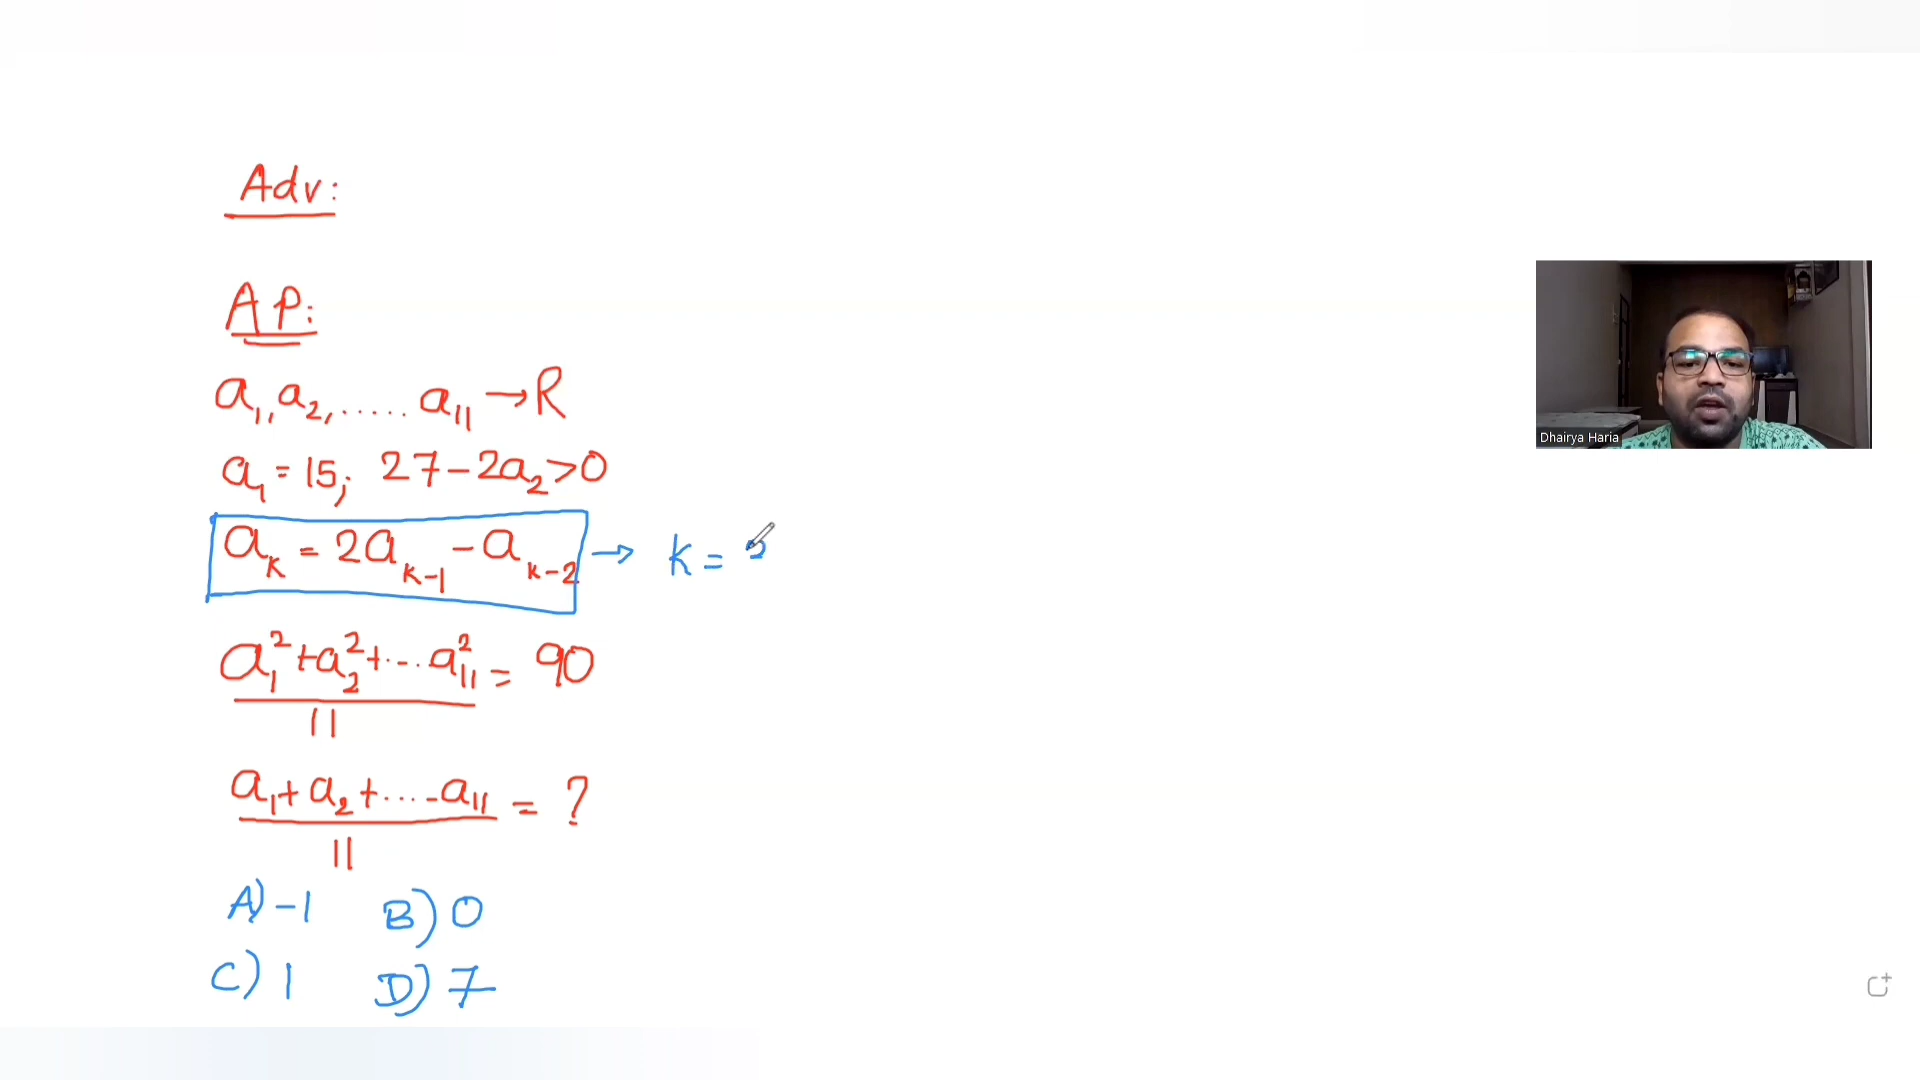 Adv:
AP:
a₁, a₂, ..... a₁₁ → R
a₁ = 15; 27 - 2a₂ > 0
aₖ = 2aₖ₋₁ - aₖ₋₂ → k =
a₁² + a₂² + ... a₁₁² = 90
11
a₁ + a₂ + .... a₁₁ = ?
11
A) -1 B) 0
C) 1 D) 7
Dhairya Haria